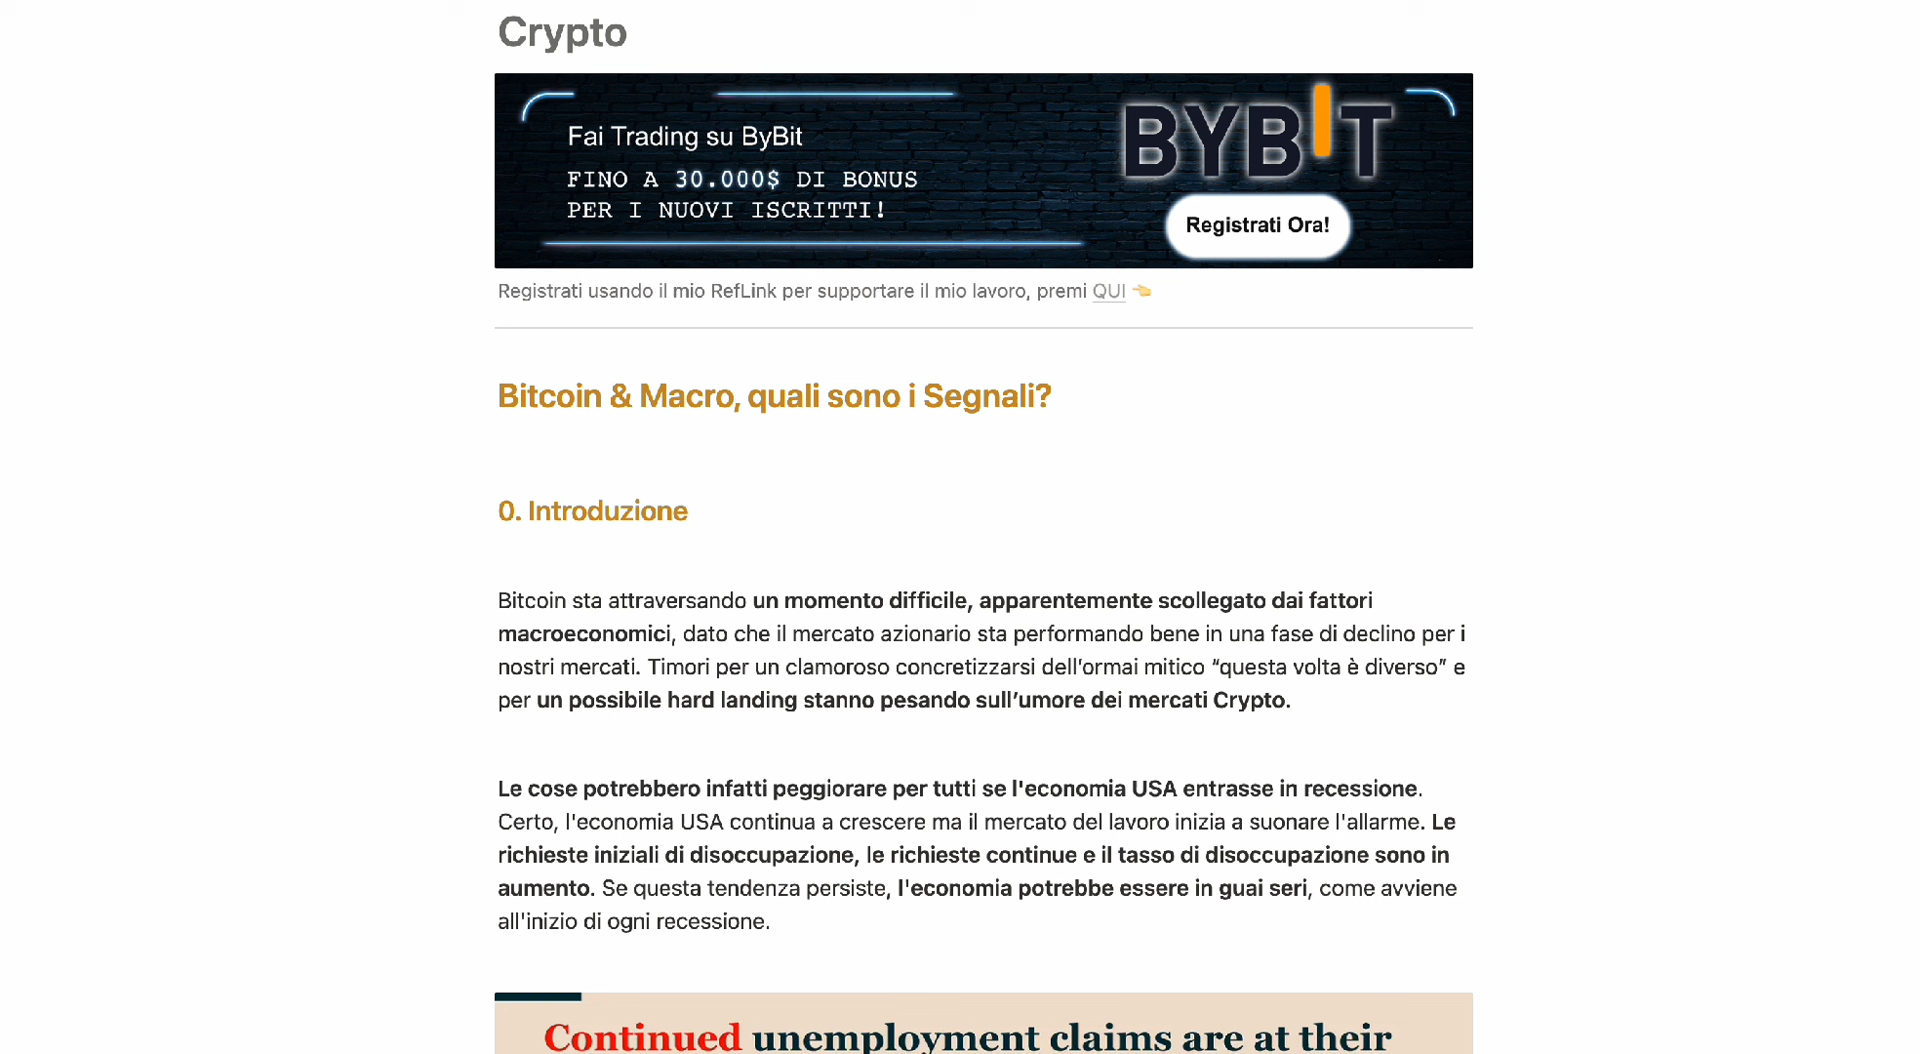 Crypto
Fai Trading su ByBit
FINO A 30.000$ DI BONUS
PER I NUOVI ISCRITTI!
BYBIT
Registrati Ora!
Registrati usando il mio RefLink per supportare il mio lavoro, premi QUI 👈
Bitcoin & Macro, quali sono i Segnali?
0. Introduzione
Bitcoin sta attraversando un momento difficile, apparentemente scollegato dai fattori
macroeconomici, dato che il mercato azionario sta performando bene in una fase di declino per i
nostri mercati. Timori per un clamoroso concretizzarsi dell’ormai mitico “questa volta è diverso” e
per un possibile hard landing stanno pesando sull’umore dei mercati Crypto.
Le cose potrebbero infatti peggiorare per tutti se l'economia USA entrasse in recessione.
Certo, l'economia USA continua a crescere ma il mercato del lavoro inizia a suonare l'allarme. Le
richieste iniziali di disoccupazione, le richieste continue e il tasso di disoccupazione sono in
aumento. Se questa tendenza persiste, l'economia potrebbe essere in guai seri, come avviene
all'inizio di ogni recessione.
Continued unemployment claims are at their